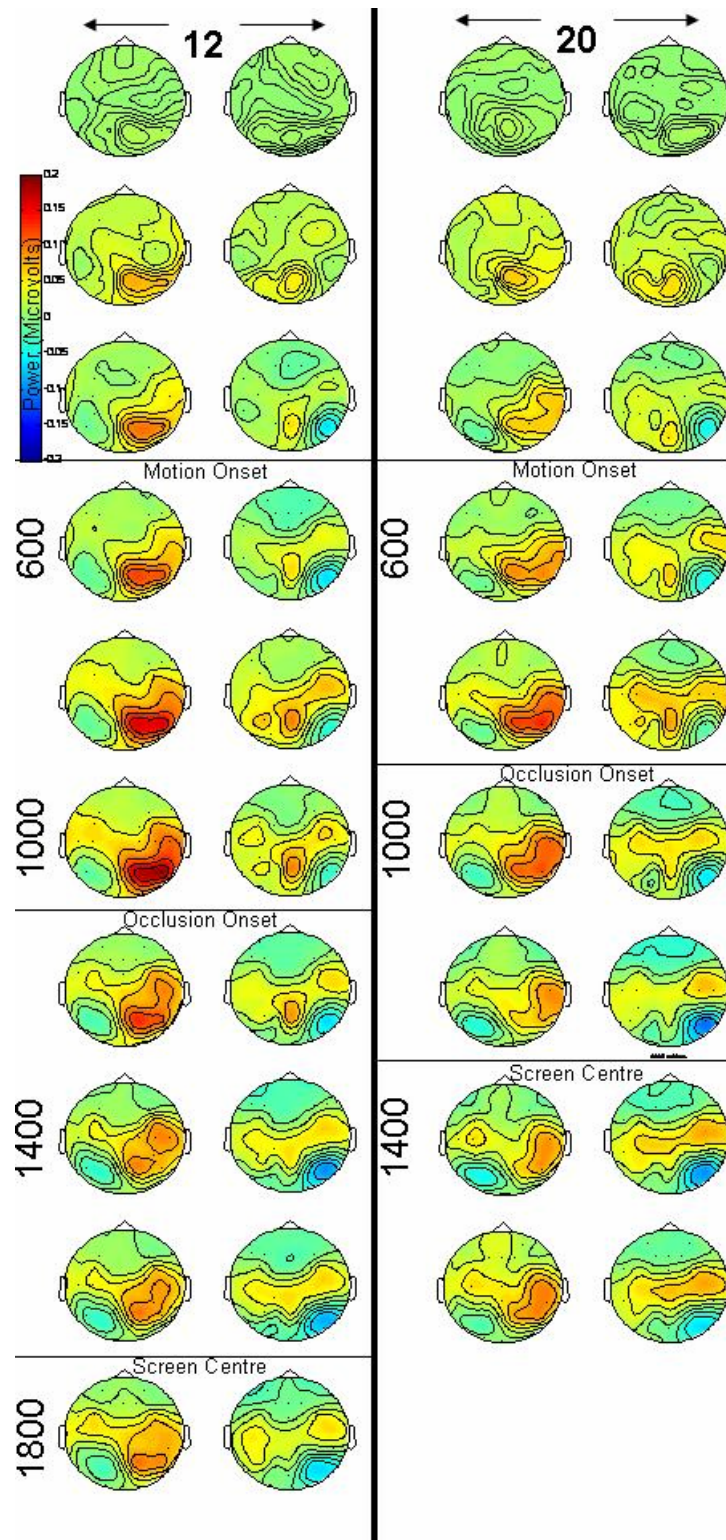 12
20
0.2
0.15
0.1
0.05
0
-0.05
-0.1
-0.15
-0.2
Power (Microvolts)
Motion Onset
Motion Onset
600
600
Occlusion Onset
1000
1000
Occlusion Onset
Screen Centre
1400
1400
Screen Centre
1800